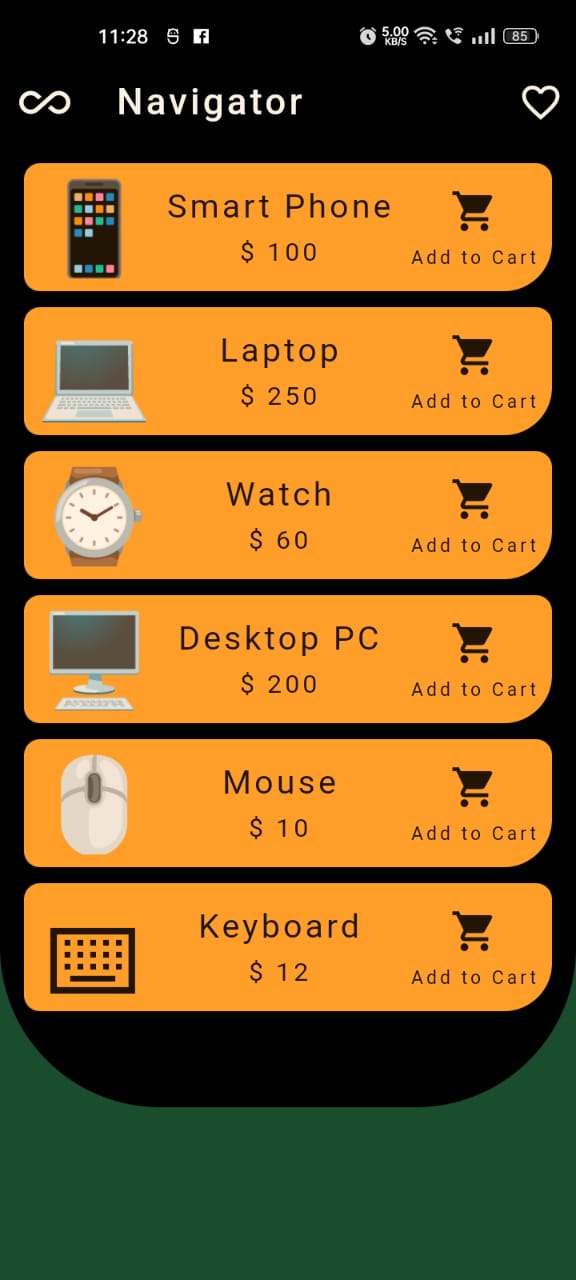 11:28
5.00
KB/S
85
Navigator
Smart Phone
$ 100
Add to Cart
Laptop
$ 250
Add to Cart
Watch
$ 60
Add to Cart
Desktop PC
$ 200
Add to Cart
Mouse
$ 10
Add to Cart
Keyboard
$ 12
Add to Cart